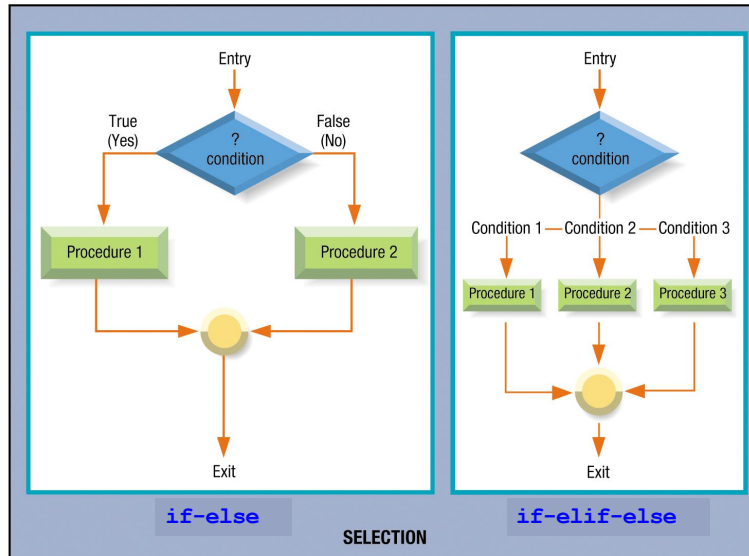 Entry
True
(Yes)
?
condition
False
(No)
Procedure 1
Procedure 2
Exit
if-else
Entry
?
condition
Condition 1
Condition 2
Condition 3
Procedure 1
Procedure 2
Procedure 3
Exit
if-elif-else
SELECTION